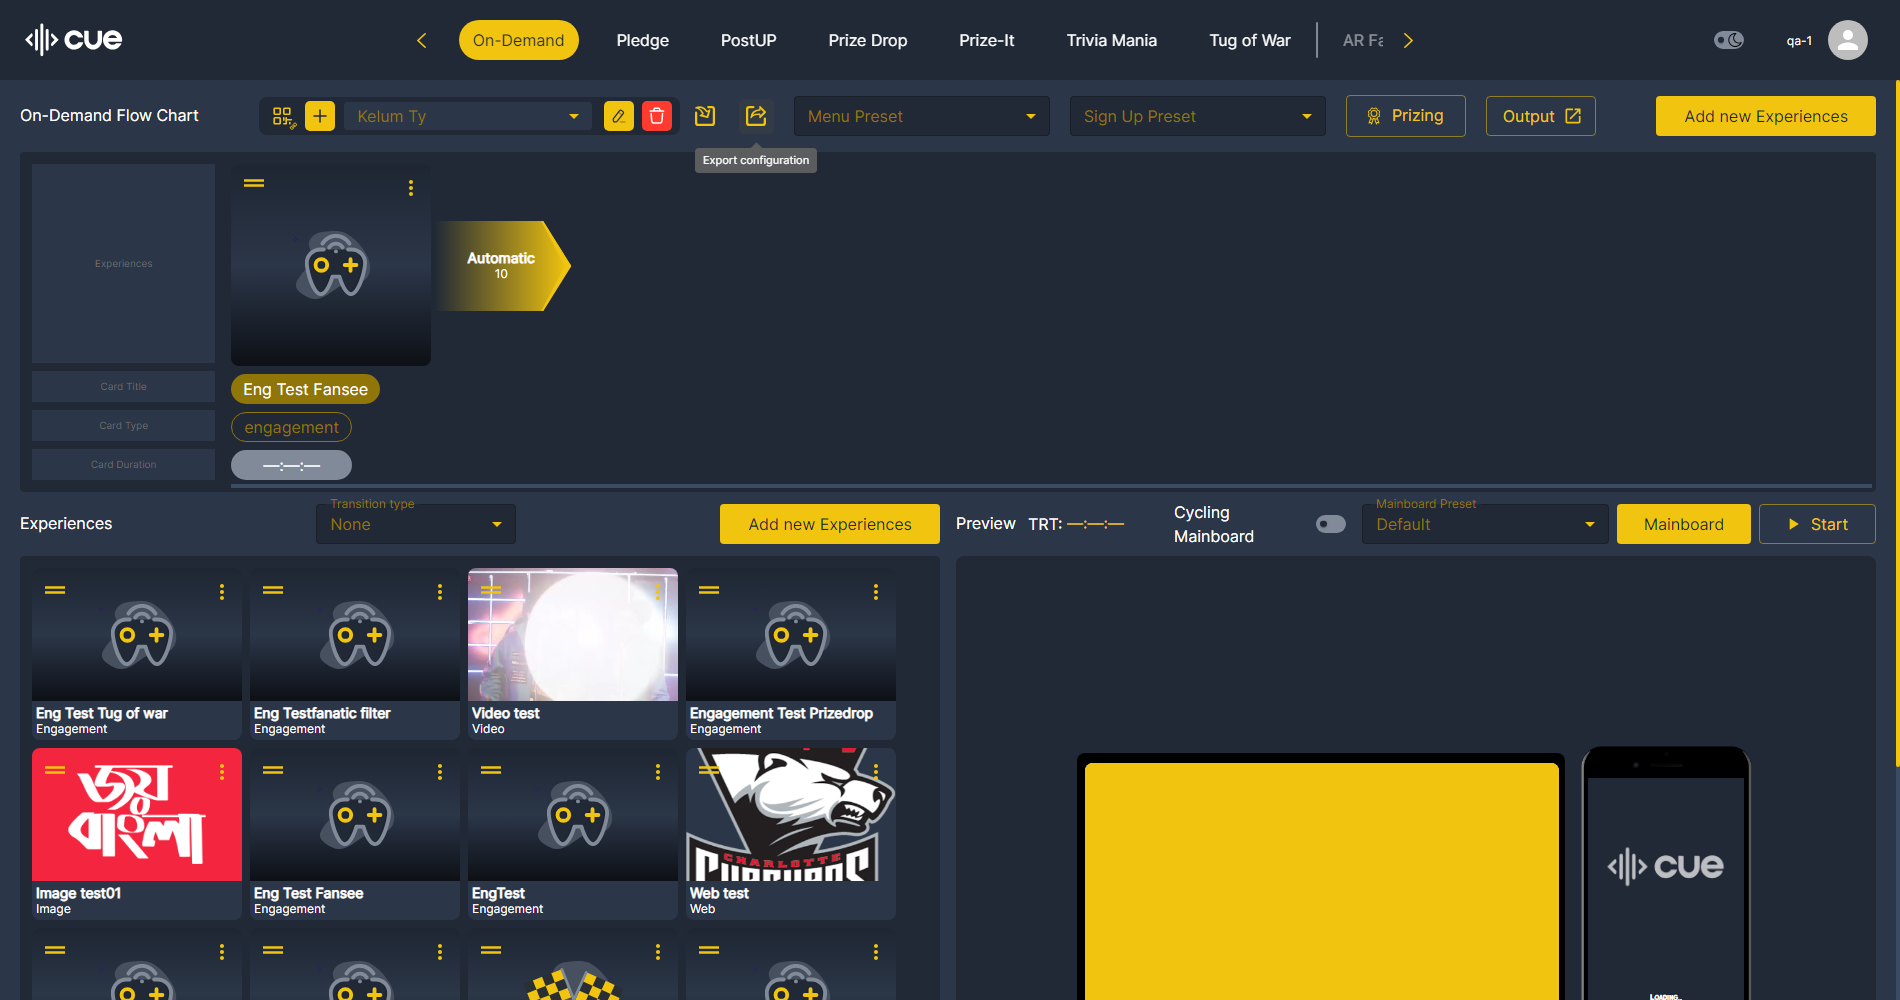 cue
On-Demand
Pledge
PostUP
Prize Drop
Prize-It
Trivia Mania
Tug of War
AR Fa
qa-1
On-Demand Flow Chart
Kelum Ty
Menu Preset
Sign Up Preset
Prizing
Output
Add new Experiences
Export configuration
Experiences
Automatic
10
Card Title
Eng Test Fansee
Card Type
engagement
Card Duration
—:—:—
Experiences
Transition type
None
Add new Experiences
Preview
TRT: —:—:—
Cycling
Mainboard
Mainboard Preset
Default
Mainboard
Start
Eng Test Tug of war
Engagement
Eng Testfanatic filter
Engagement
Video test
Video
Engagement Test Prizedrop
Engagement
জয়
বাংলা
CHARLOTTE
Image test01
Image
Eng Test Fansee
Engagement
EngTest
Engagement
Web test
Web
cue
LOADING